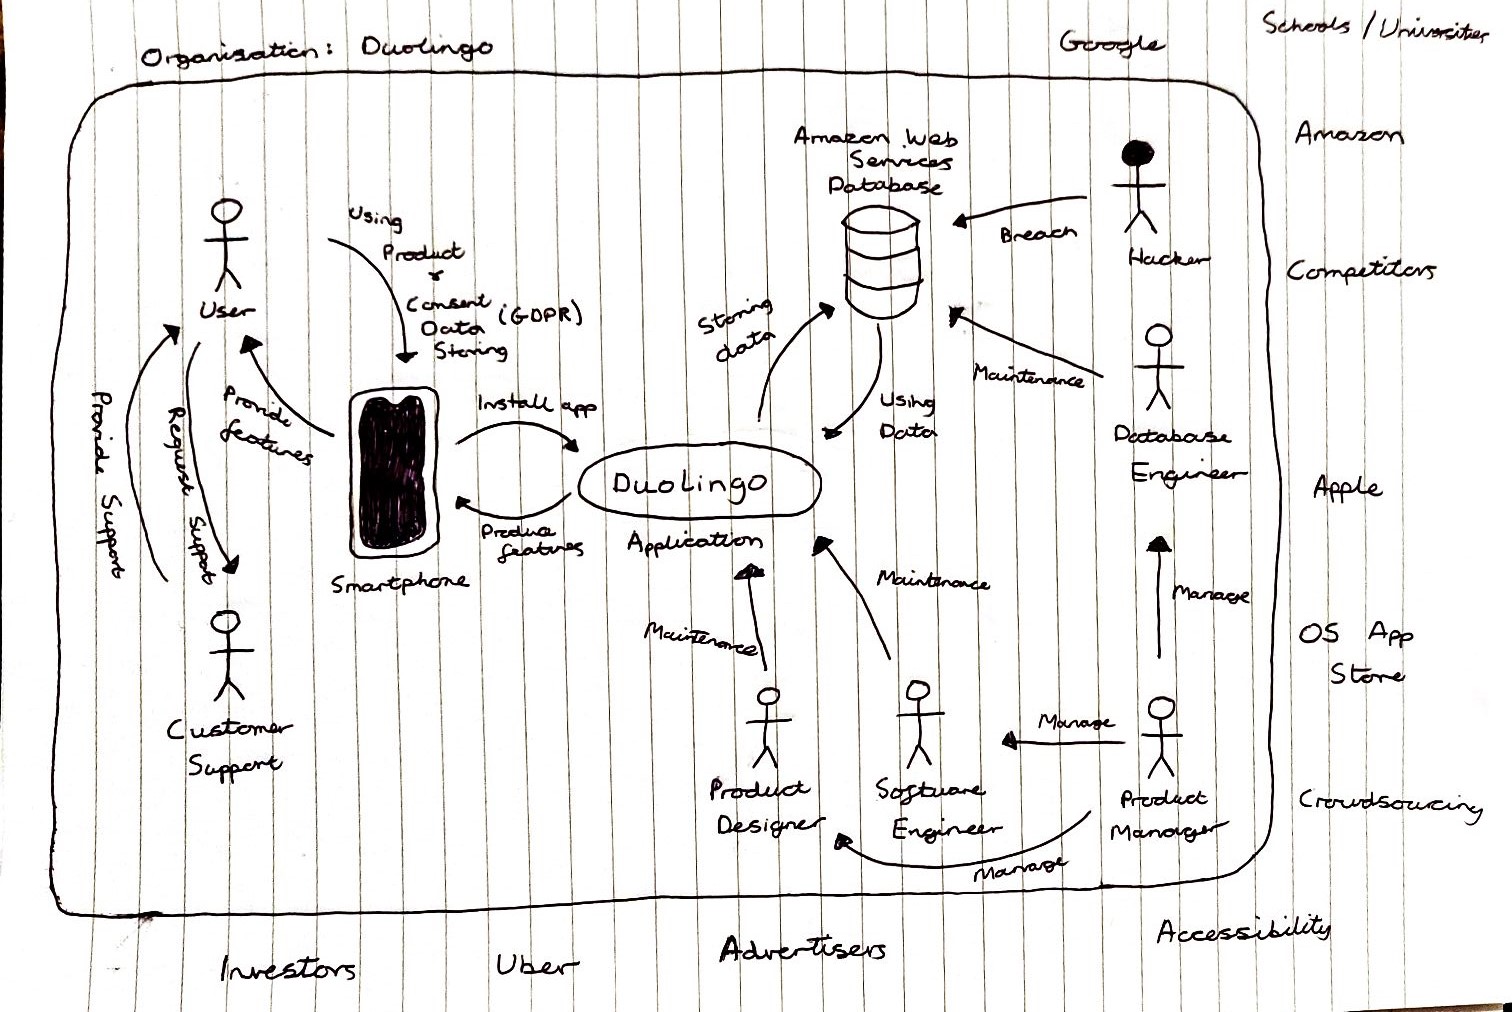 Organisation: Duolingo
Google
Schools / Universities
Amazon
Competitors
Apple
OS App
Store
Crowdsourcing
Accessibility
Advertisers
Uber
Investors
Amazon Web
Services
Database
Breach
Hacker
Using
Product
&
Consent
Data (GDPR)
Storing
User
Provide
features
Request Support
Provide Support
Smartphone
Install app
Produce
features
DuoLingo
Application
Storing
data
Using
Data
Maintenance
Database
Engineer
Manage
Maintenance
Maintenance
Customer
Support
Product
Designer
Software
Engineer
Manage
Product
Manager
Manage